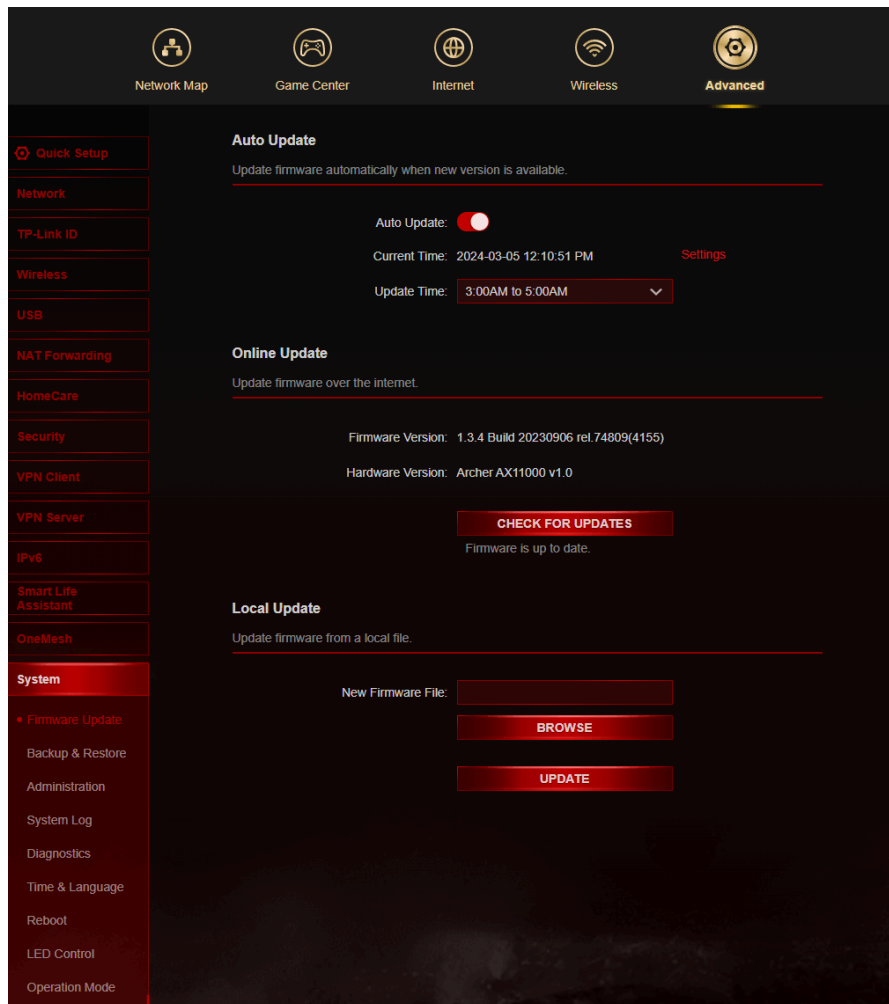 Network Map
Game Center
Internet
Wireless
Advanced
Quick Setup
Network
TP-Link ID
Wireless
USB
NAT Forwarding
HomeCare
Security
VPN Client
VPN Server
IPv6
Smart Life
Assistant
OneMesh
System
Firmware Update
Backup & Restore
Administration
System Log
Diagnostics
Time & Language
Reboot
LED Control
Operation Mode
Auto Update
Update firmware automatically when new version is available.
Auto Update:
Current Time: 2024-03-05 12:10:51 PM Settings
Update Time: 3:00AM to 5:00AM
Online Update
Update firmware over the internet.
Firmware Version: 1.3.4 Build 20230906 rel.74809(4155)
Hardware Version: Archer AX11000 v1.0
CHECK FOR UPDATES
Firmware is up to date.
Local Update
Update firmware from a local file.
New Firmware File:
BROWSE
UPDATE